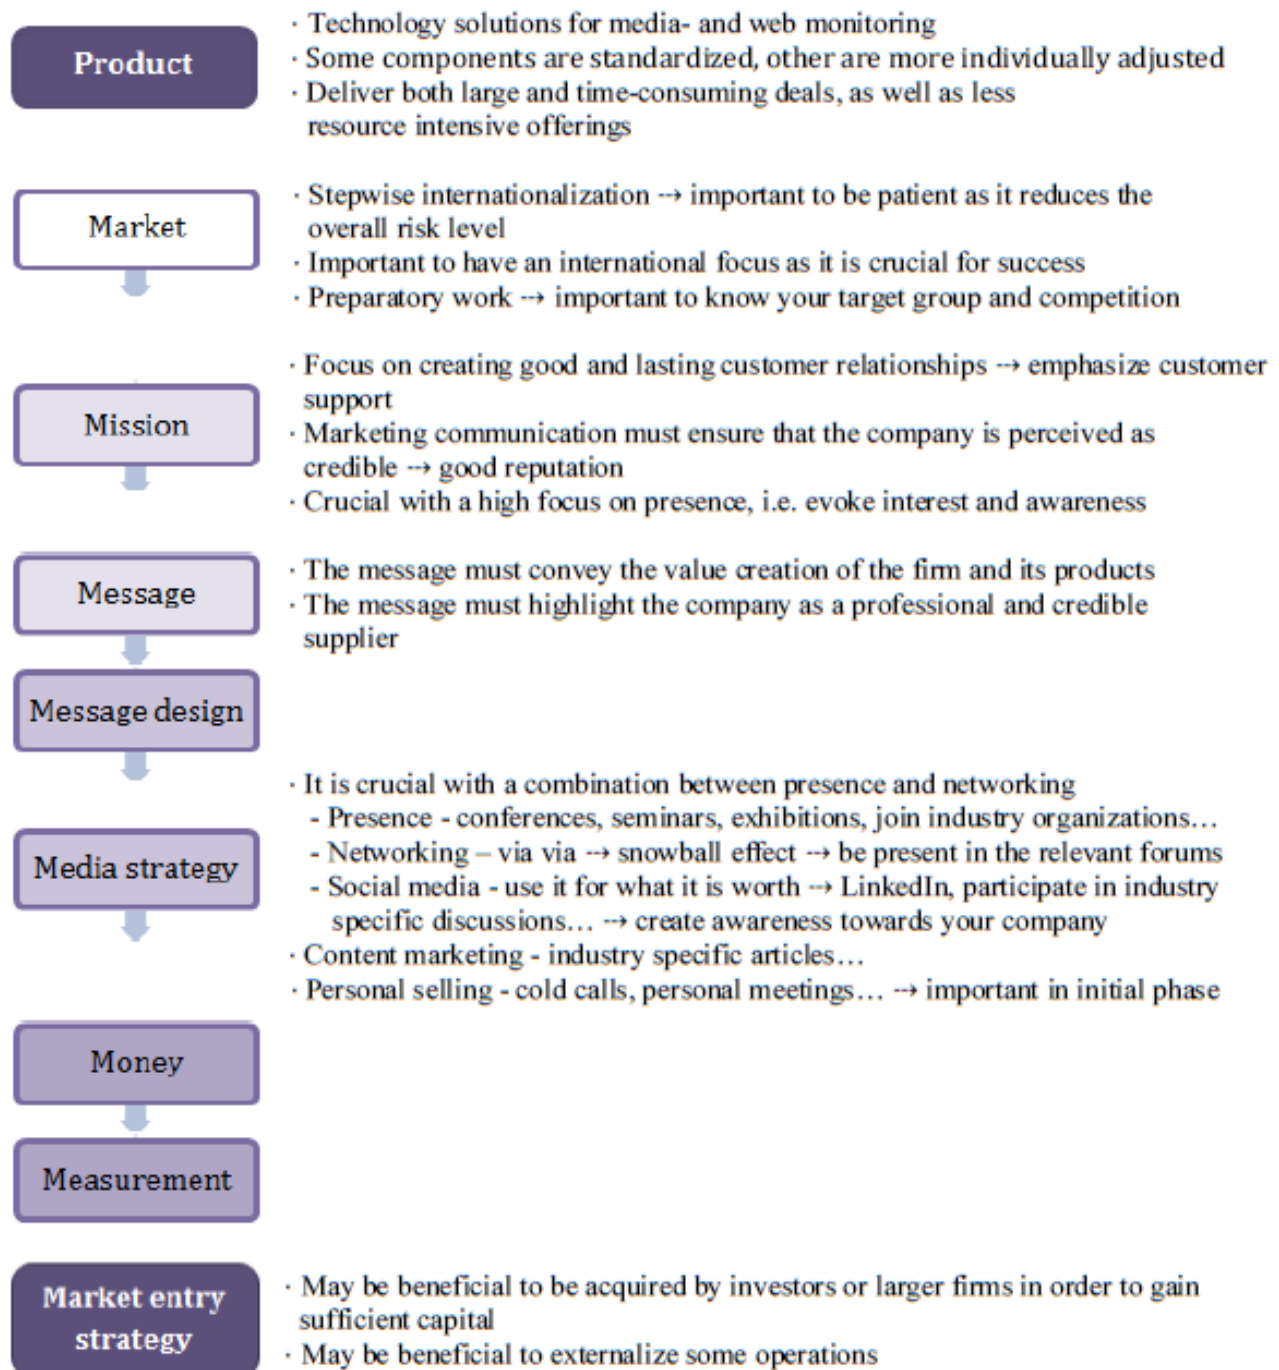 Product
· Technology solutions for media- and web monitoring
· Some components are standardized, other are more individually adjusted
· Deliver both large and time-consuming deals, as well as less
resource intensive offerings
Market
· Stepwise internationalization → important to be patient as it reduces the
overall risk level
· Important to have an international focus as it is crucial for success
· Preparatory work → important to know your target group and competition
Mission
· Focus on creating good and lasting customer relationships → emphasize customer
support
· Marketing communication must ensure that the company is perceived as
credible → good reputation
· Crucial with a high focus on presence, i.e. evoke interest and awareness
Message
· The message must convey the value creation of the firm and its products
· The message must highlight the company as a professional and credible
supplier
Message design
Media strategy
· It is crucial with a combination between presence and networking
- Presence - conferences, seminars, exhibitions, join industry organizations…
- Networking – via via → snowball effect → be present in the relevant forums
- Social media - use it for what it is worth → LinkedIn, participate in industry
specific discussions… → create awareness towards your company
· Content marketing - industry specific articles…
· Personal selling - cold calls, personal meetings… → important in initial phase
Money
Measurement
Market entry
strategy
· May be beneficial to be acquired by investors or larger firms in order to gain
sufficient capital
· May be beneficial to externalize some operations